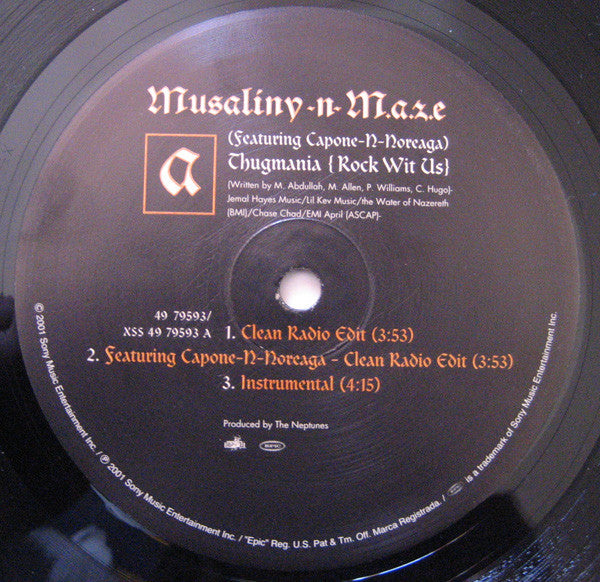 Musaliny -n- M.a.z.e
(Featuring Capone-N-Noreaga)
a
Thugmania {Rock Wit Us}
(Written by M. Abdullah, M. Allen, P. Williams, C. Hugo)-
Jemal Hayes Music/Lil Kev Music/the Water of Nazereth
(BMI)/Chase Chad/EMI April (ASCAP)-
49 79593/
XSS 49 79593 A
1. Clean Radio Edit (3:53)
2. Featuring Capone-N-Noreaga - Clean Radio Edit (3:53)
3. Instrumental (4:15)
Produced by The Neptunes
epic
© 2001 Sony Music Entertainment Inc. / ℗ 2001 Sony Music Entertainment Inc. / "Epic" Reg. U.S. Pat & Tm. Off. Marca Registrada. / epic is a trademark of Sony Music Entertainment Inc.